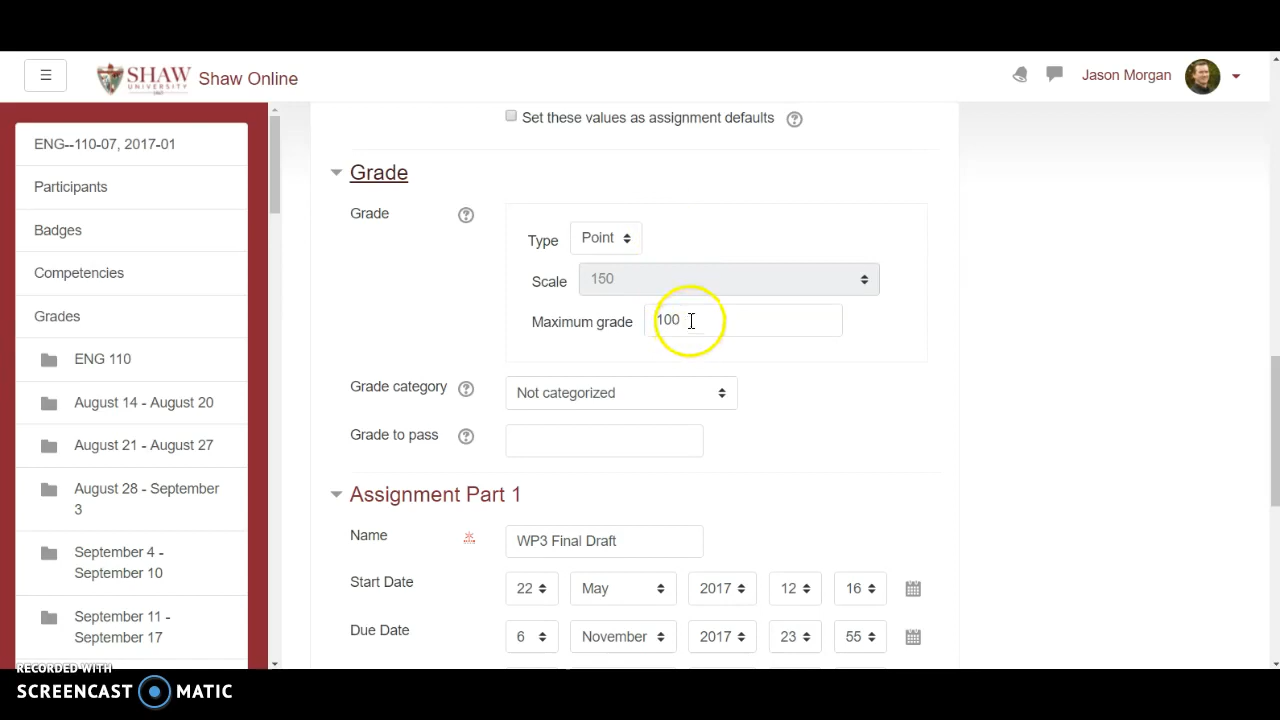 SHAW
UNIVERSITY
Shaw Online
Jason Morgan
ENG--110-07, 2017-01
Participants
Badges
Competencies
Grades
ENG 110
August 14 - August 20
August 21 - August 27
August 28 - September
3
September 4 -
September 10
September 11 -
September 17
Set these values as assignment defaults
Grade
Grade
Type Point
Scale 150
Maximum grade 100
Grade category Not categorized
Grade to pass
Assignment Part 1
Name WP3 Final Draft
Start Date 22 May 2017 12 16
Due Date 6 November 2017 23 55
RECORDED WITH
SCREENCAST MATIC